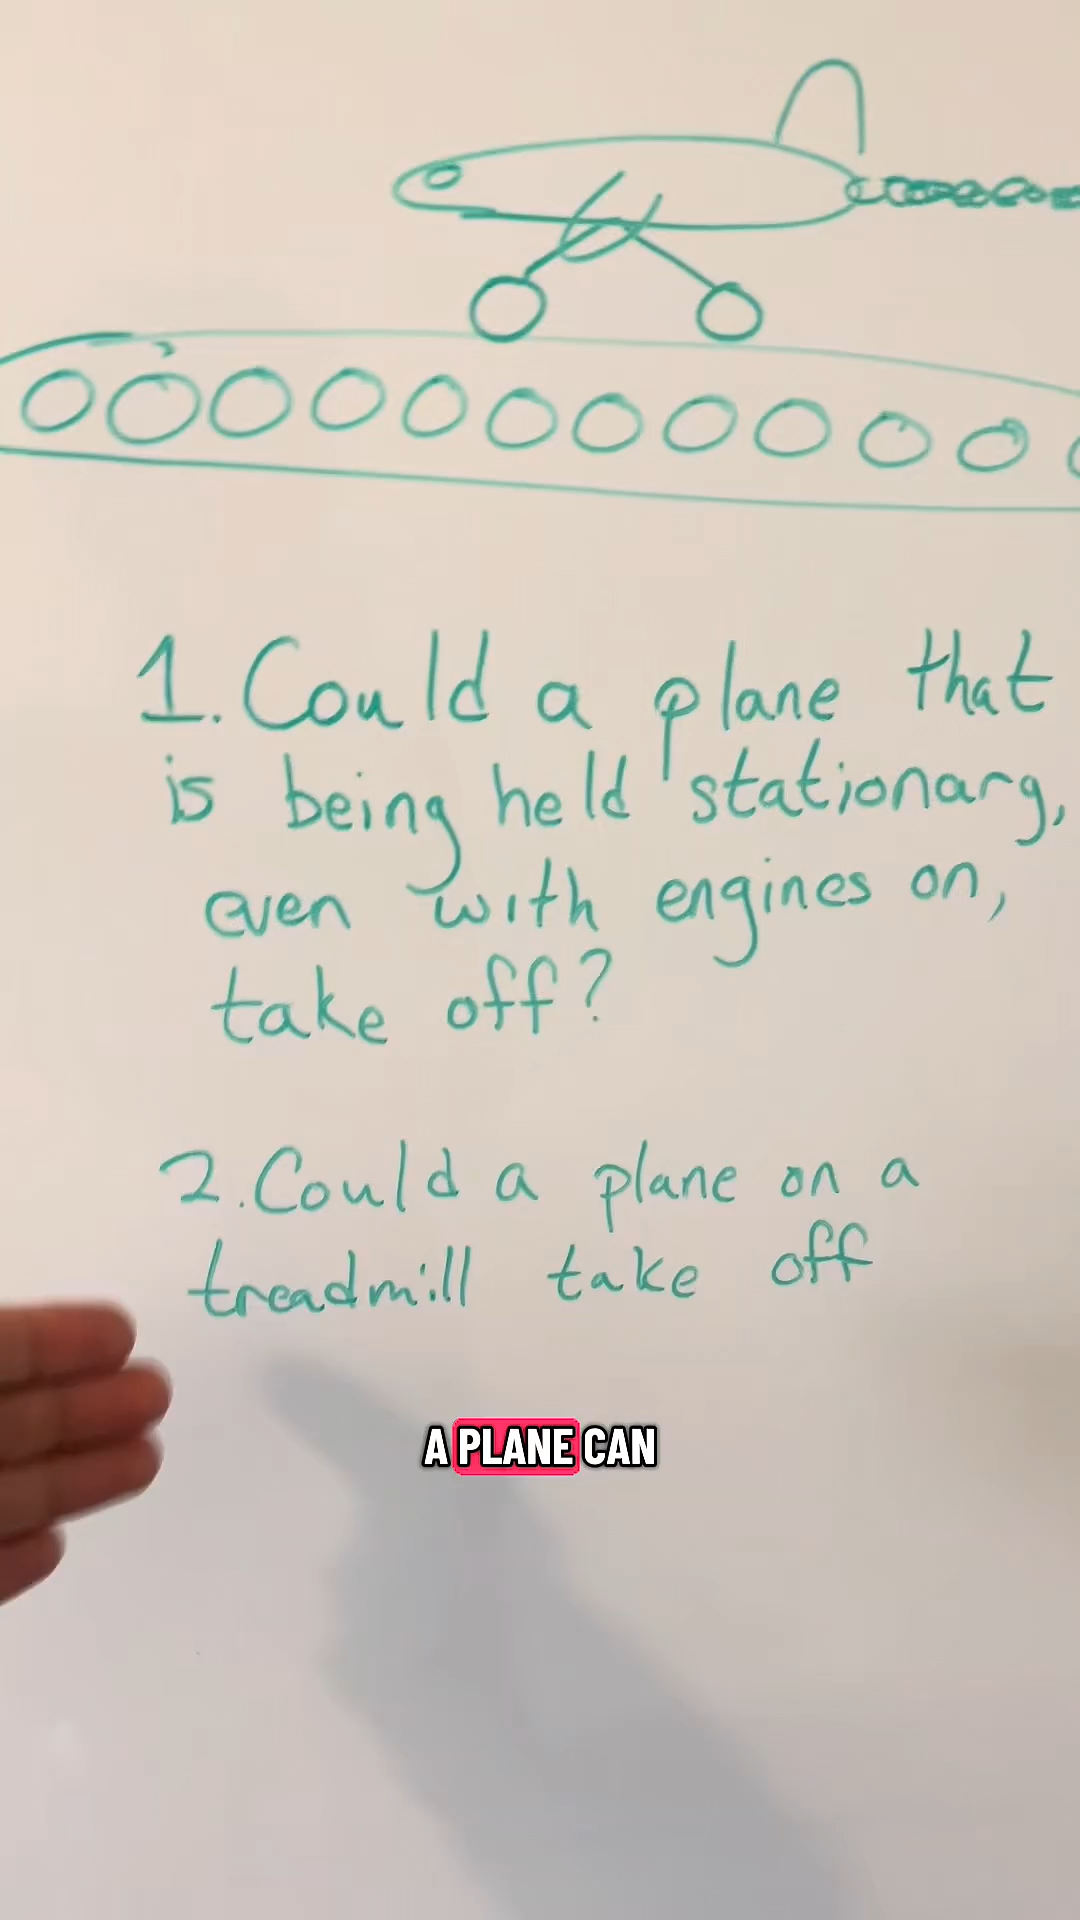 1. Could a plane that
is being held stationary,
even with engines on,
take off?
2. Could a plane on a
treadmill take off
A PLANE CAN